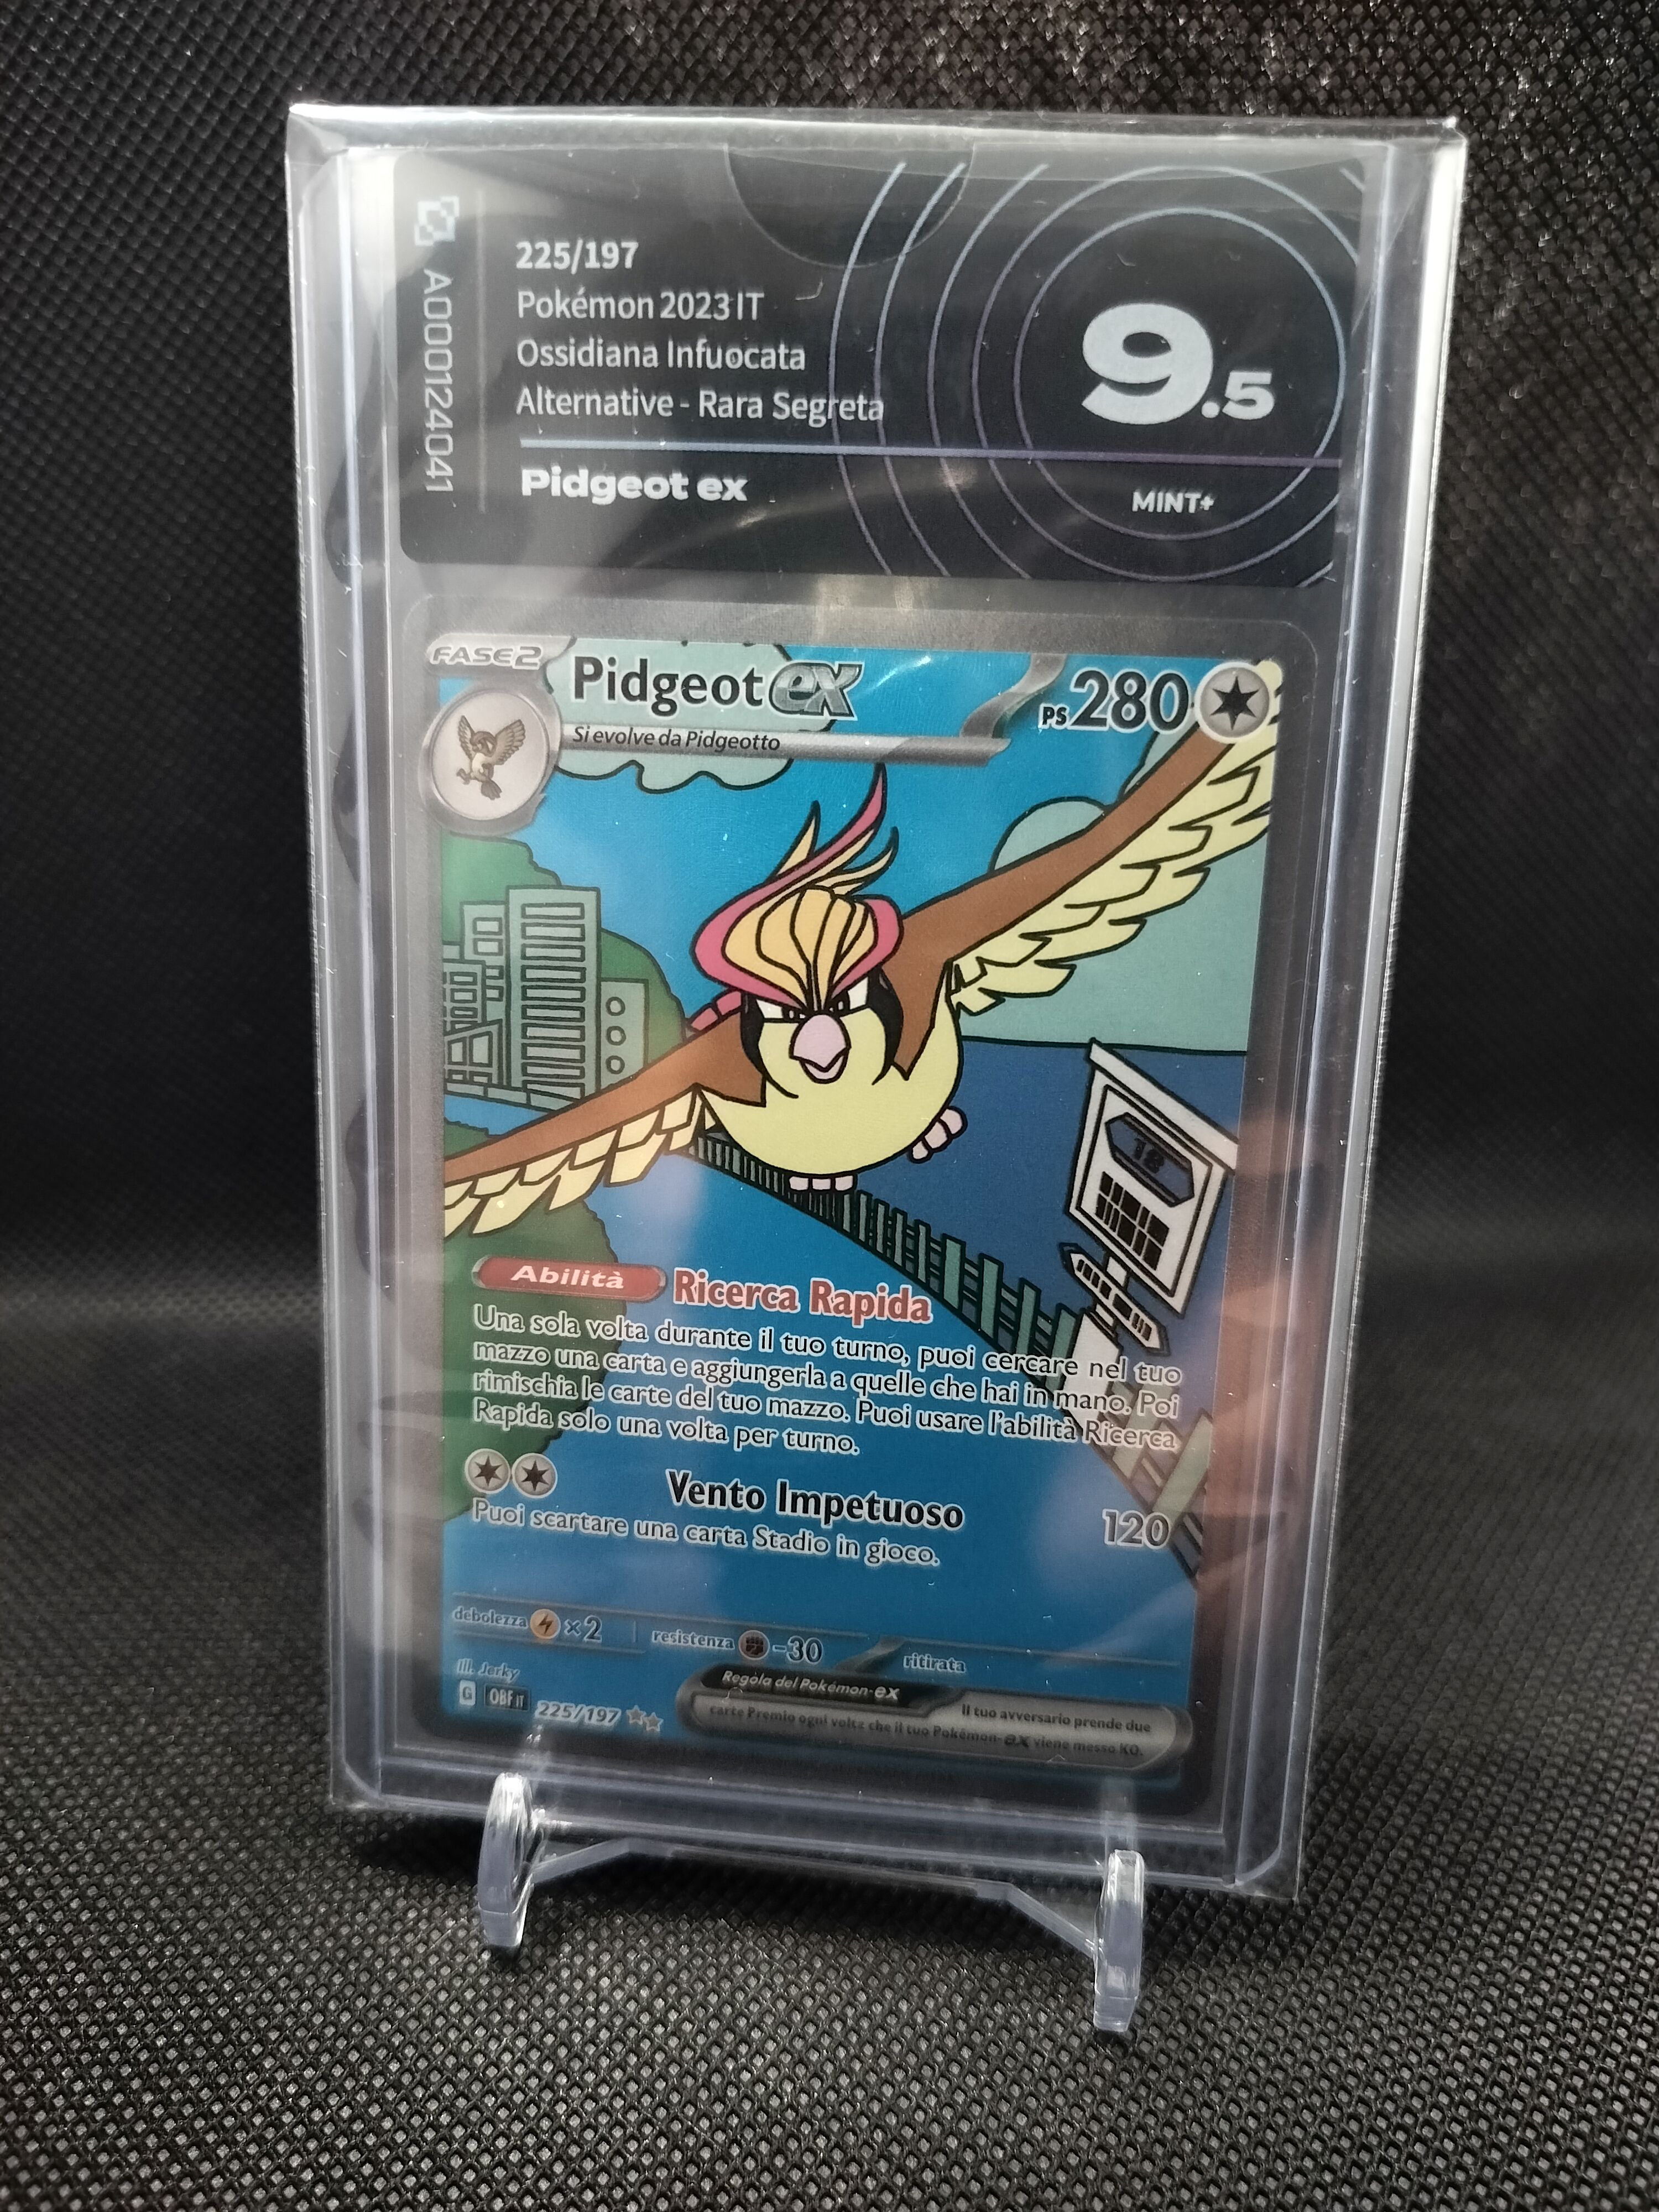 A000124041
225/197
Pokémon 2023 IT
Ossidiana Infuocata
Alternative - Rara Segreta
Pidgeot ex
9.5
MINT+
FASE 2
Pidgeot ex
PS 280
Si evolve da Pidgeotto
18
Abilità Ricerca Rapida
Una sola volta durante il tuo turno, puoi cercare nel tuo
mazzo una carta e aggiungerla a quelle che hai in mano. Poi
rimischia le carte del tuo mazzo. Puoi usare l'abilità Ricerca
Rapida solo una volta per turno.
Vento Impetuoso 120
Puoi scartare una carta Stadio in gioco.
debolezza ×2 resistenza -30 ritirata
Ill. Jerky
G OBF IT 225/197
Regola del Pokémon-ex
Il tuo avversario prende due
carte Premio ogni volta che il tuo Pokémon-ex viene messo KO.